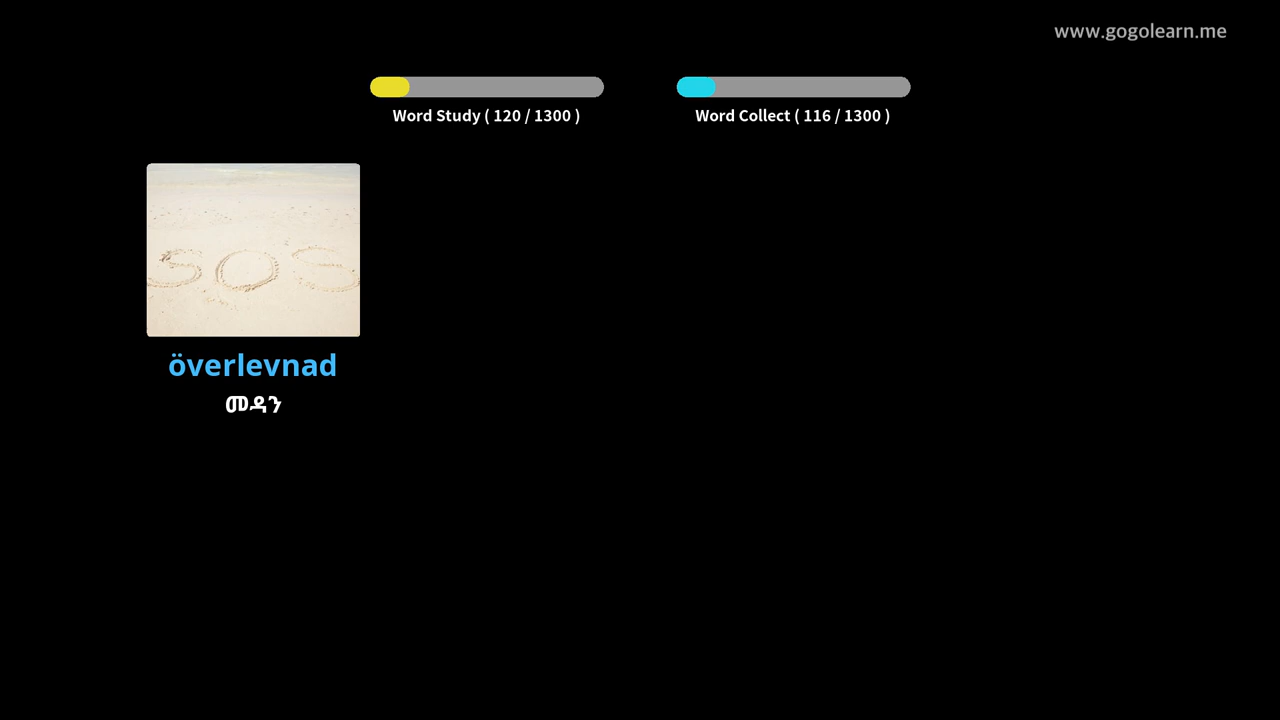 www.gogolearn.me
Word Study ( 120 / 1300 )
Word Collect ( 116 / 1300 )
SOS
överlevnad
መዳን